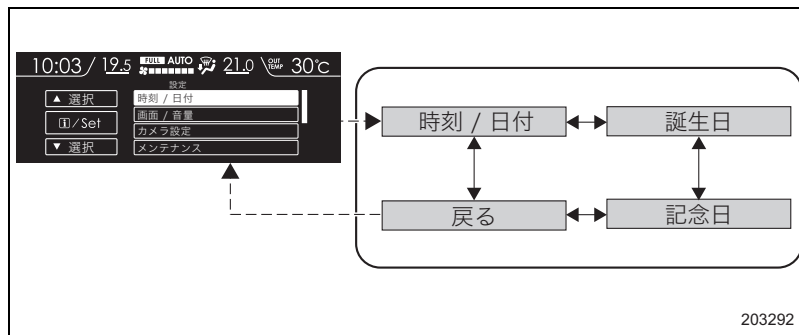 10:03 / 19.5 FULL AUTO 21.0 OUT TEMP 30℃
設定
▲ 選択
時刻 / 日付
画面 / 音量
i/Set
カメラ設定
▼ 選択
メンテナンス
時刻 / 日付
誕生日
戻る
記念日
203292